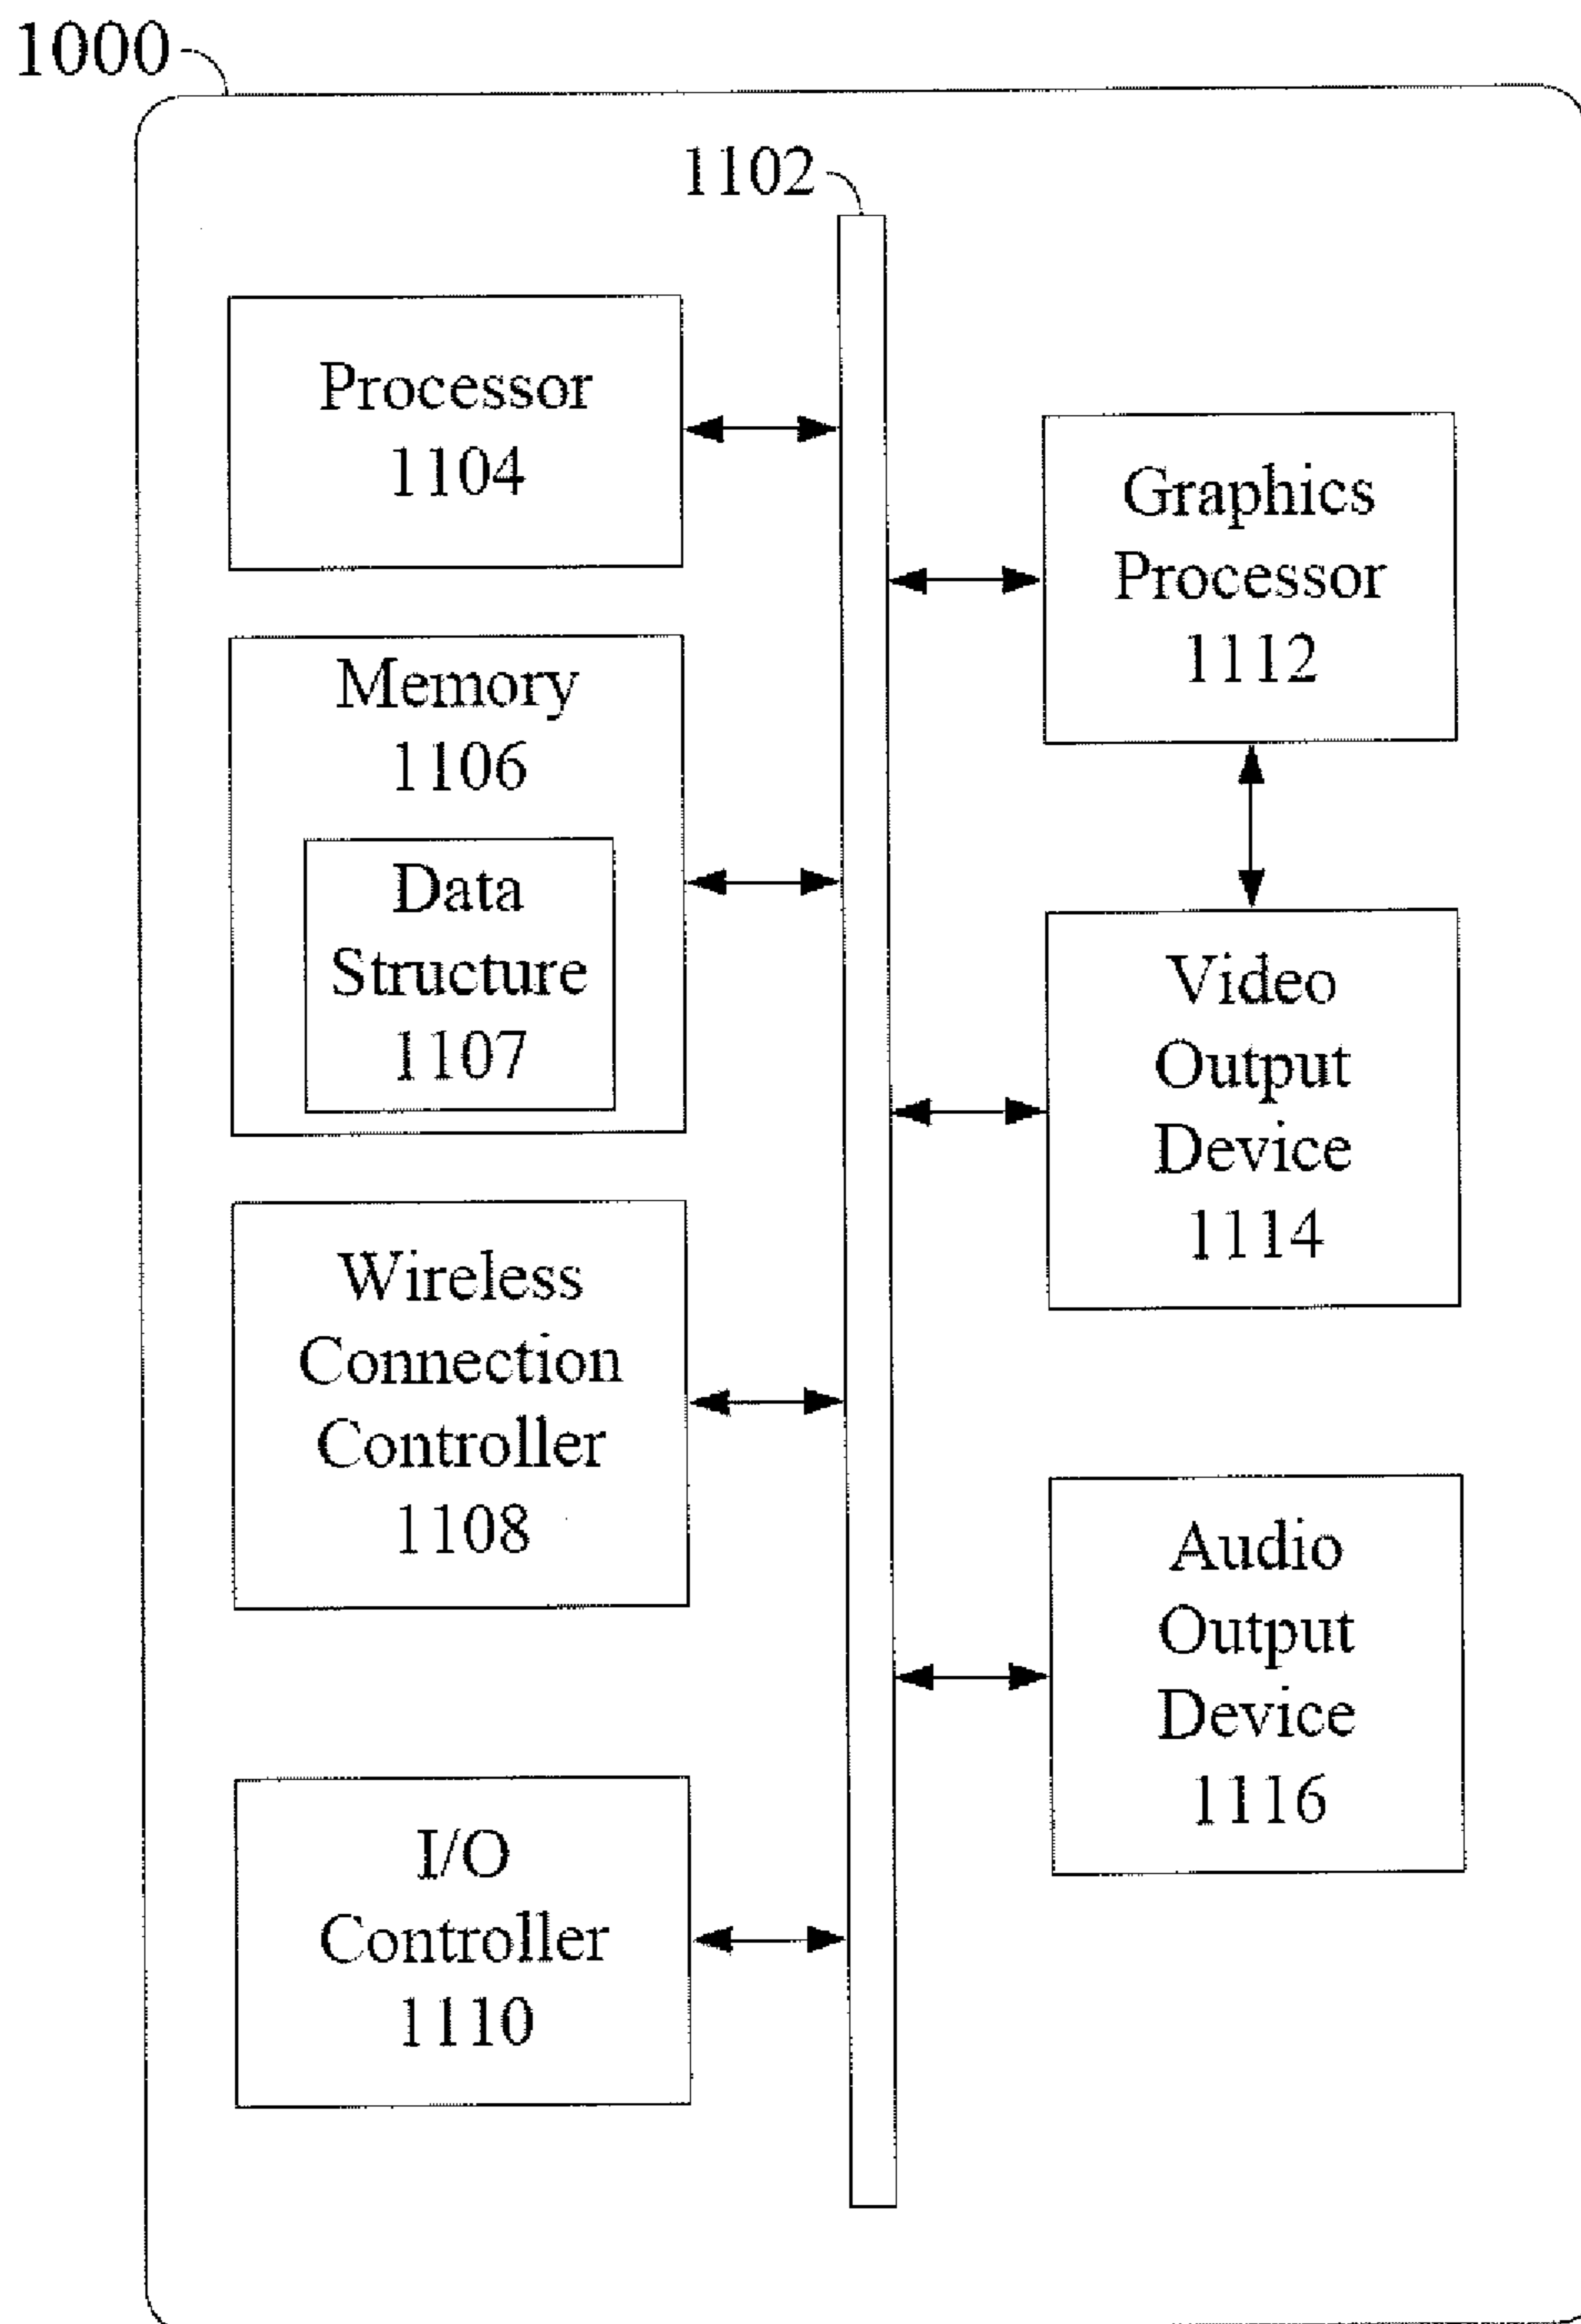 1000
1102
Processor
1104
Memory
1106
Data
Structure
1107
Wireless
Connection
Controller
1108
I/O
Controller
1110
Graphics
Processor
1112
Video
Output
Device
1114
Audio
Output
Device
1116